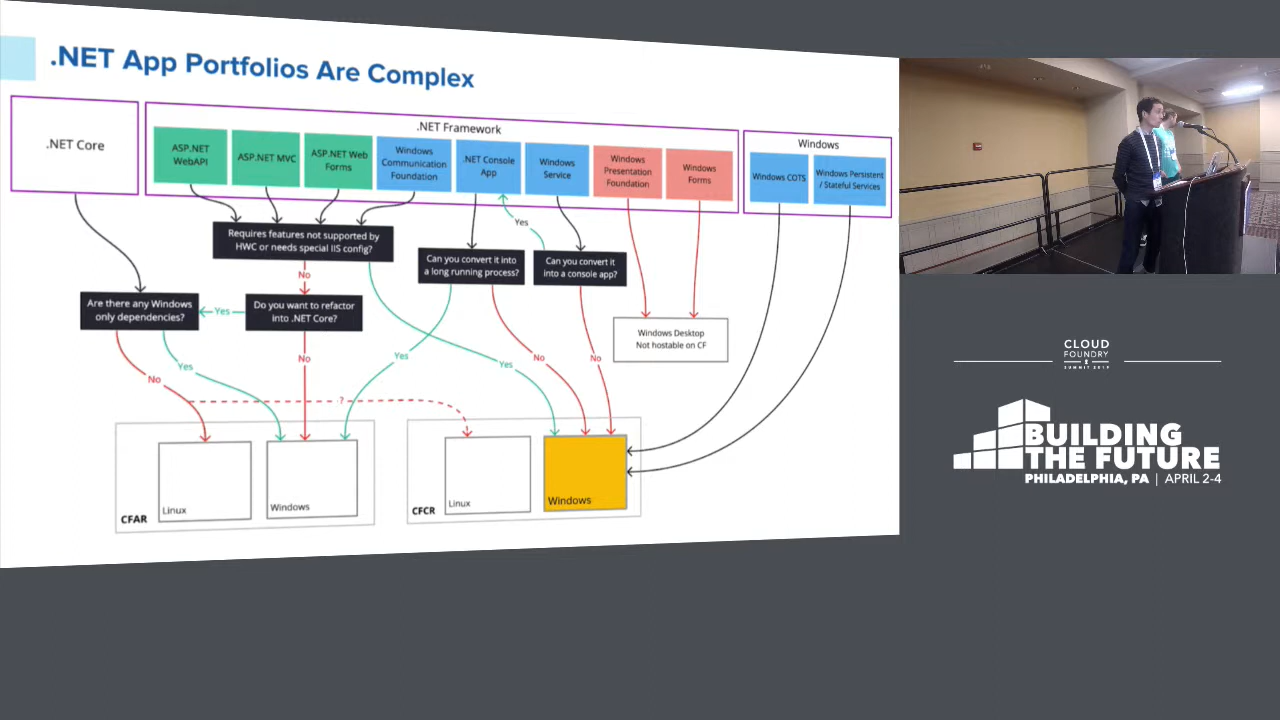 .NET App Portfolios Are Complex
.NET Core
.NET Framework
Windows
ASP.NET
WebAPI
ASP.NET MVC
ASP.NET Web
Forms
Windows
Communication
Foundation
.NET Console
App
Windows
Service
Windows
Presentation
Foundation
Windows
Forms
Windows COTS
Windows Persistent
/ Stateful Services
Requires features not supported by
HWC or needs special IIS config?
Yes
Can you convert it into
a long running process?
Can you convert it
into a console app?
No
Are there any Windows
only dependencies?
Yes
Do you want to refactor
into .NET Core?
Windows Desktop
Not hostable on CF
No
Yes
No
Yes
Yes
No
No
?
CFAR
Linux
Windows
CFCR
Linux
Windows
CLOUD
FOUNDRY
SUMMIT 2019
BUILDING
THE FUTURE
PHILADELPHIA, PA | APRIL 2-4